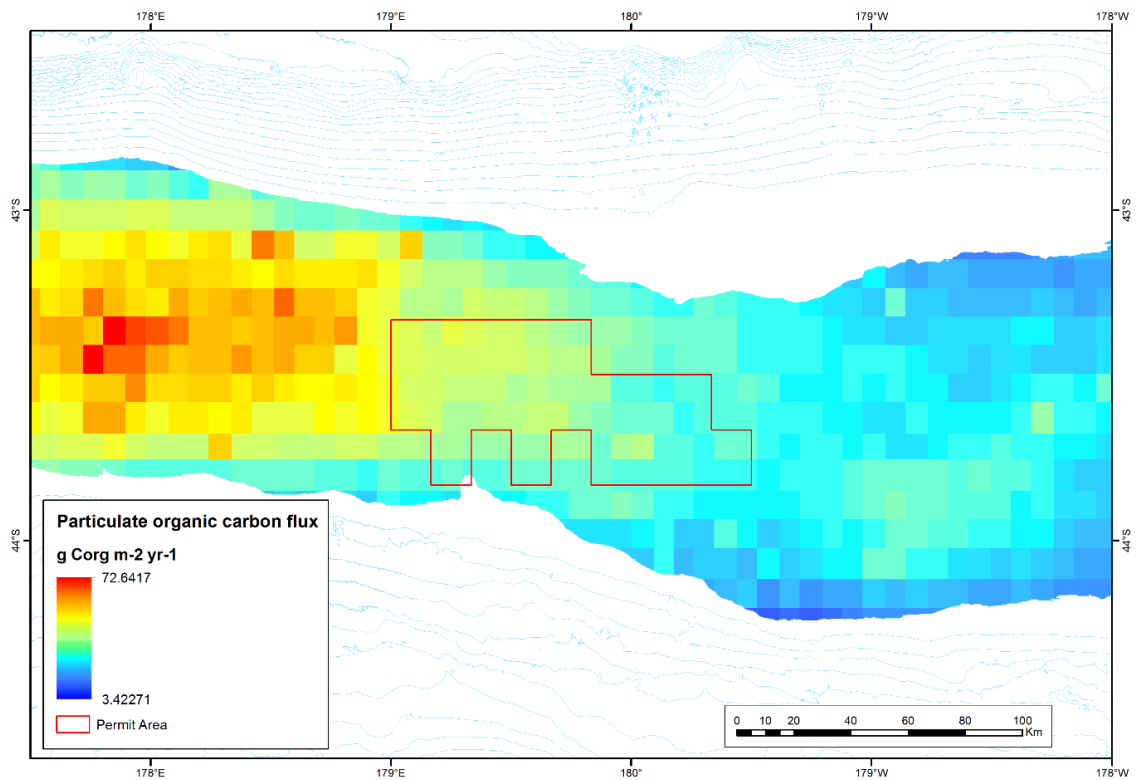 178°E 179°E 180° 179°W 178°W
43°S 43°S
44°S 44°S
Particulate organic carbon flux
g Corg m-2 yr-1
72.6417
3.42271
Permit Area
0 5 10 20 40 60 80 100
Km
178°E 179°E 180° 179°W 178°W